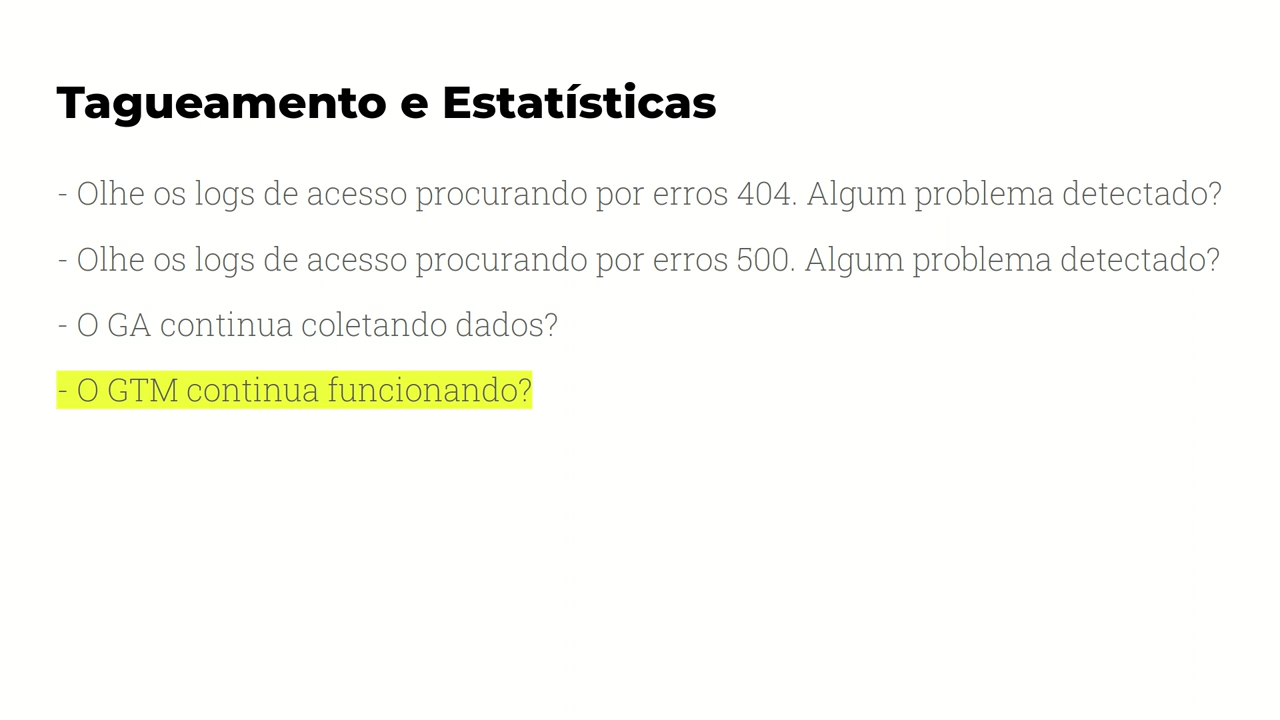 Tagueamento e Estatísticas
- Olhe os logs de acesso procurando por erros 404. Algum problema detectado?
- Olhe os logs de acesso procurando por erros 500. Algum problema detectado?
- O GA continua coletando dados?
- O GTM continua funcionando?